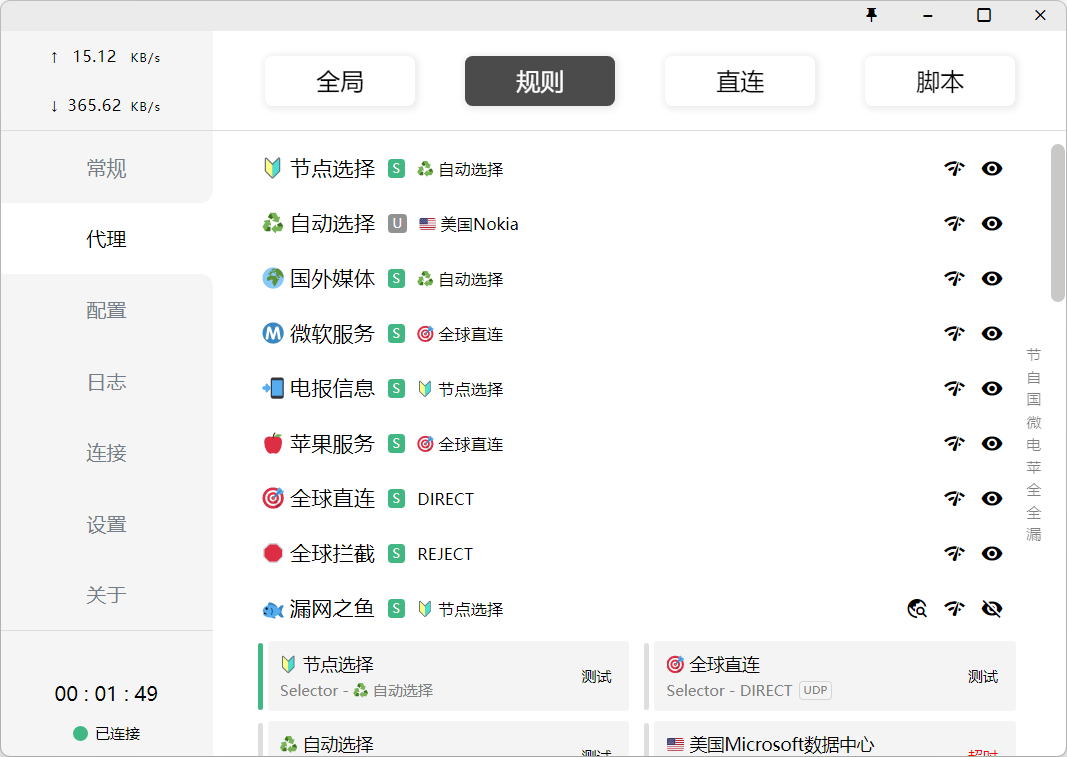 ↑ 15.12 KB/s
↓ 365.62 KB/s
常规
代理
配置
日志
连接
设置
关于
00 : 01 : 49
已连接
全局 规则 直连 脚本
节点选择 S 自动选择
自动选择 U 美国Nokia
国外媒体 S 自动选择
M 微软服务 S 全球直连
电报信息 S 节点选择
苹果服务 S 全球直连
全球直连 S DIRECT
全球拦截 S REJECT
漏网之鱼 S 节点选择
节点选择
Selector - 自动选择
测试
全球直连
Selector - DIRECT UDP
测试
自动选择
测试
美国Microsoft数据中心
超时
节
自
国
微
电
苹
全
全
漏